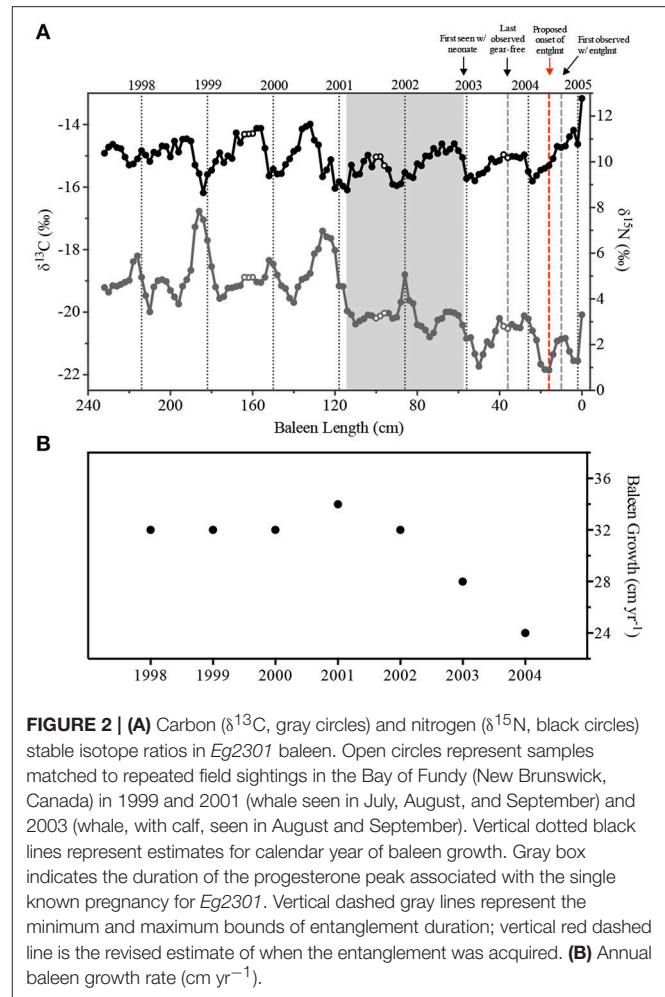 A
First seen w/ neonate
Last observed gear-free
Proposed onset of entglmt
First observed w/ entglmt
1998 1999 2000 2001 2002 2003 2004 2005
-14
-16
-18
-20
-22
δ13C (‰)
15
12
10
8
6
4
2
0
δ15N (‰)
240 200 160 120 80 40 0
Baleen Length (cm)
B
36
32
28
24
Baleen Growth (cm yr-1)
1998 1999 2000 2001 2002 2003 2004
FIGURE 2 | (A) Carbon (δ13C, gray circles) and nitrogen (δ15N, black circles)
stable isotope ratios in Eg2301 baleen. Open circles represent samples
matched to repeated field sightings in the Bay of Fundy (New Brunswick,
Canada) in 1999 and 2001 (whale seen in July, August, and September) and
2003 (whale, with calf, seen in August and September). Vertical dotted black
lines represent estimates for calendar year of baleen growth. Gray box
indicates the duration of the progesterone peak associated with the single
known pregnancy for Eg2301. Vertical dashed gray lines represent the
minimum and maximum bounds of entanglement duration; vertical red dashed
line is the revised estimate of when the entanglement was acquired. (B) Annual
baleen growth rate (cm yr−1).